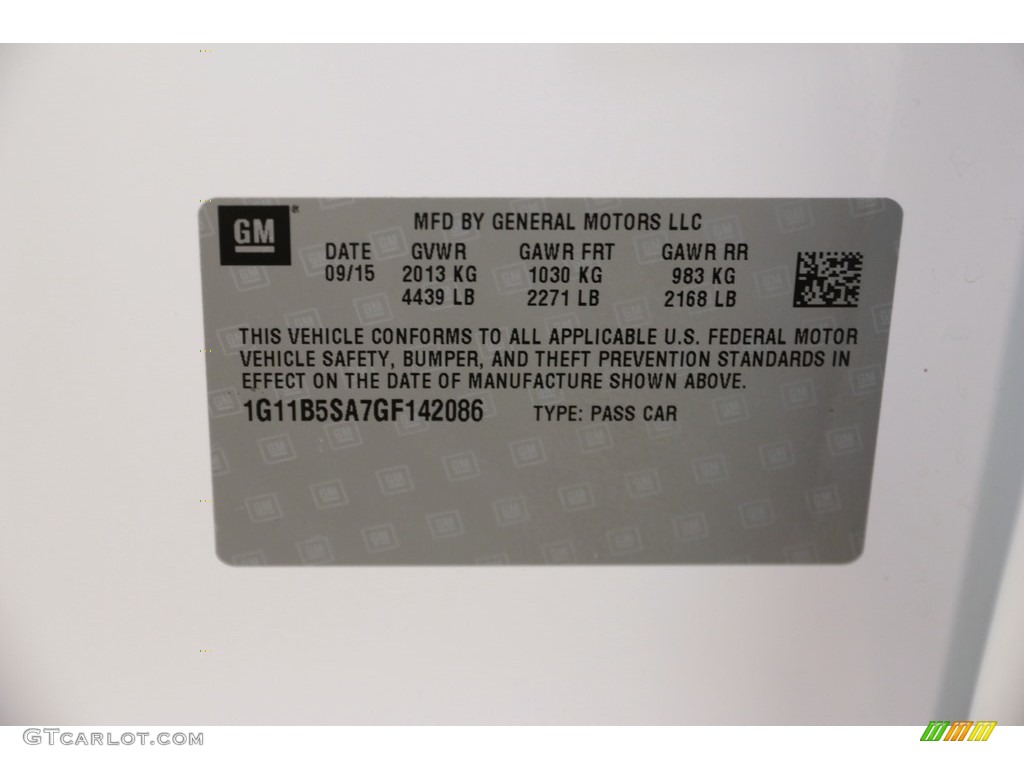 GM®
MFD BY GENERAL MOTORS LLC
DATE GVWR GAWR FRT GAWR RR
09/15 2013 KG 1030 KG 983 KG
4439 LB 2271 LB 2168 LB
THIS VEHICLE CONFORMS TO ALL APPLICABLE U.S. FEDERAL MOTOR
VEHICLE SAFETY, BUMPER, AND THEFT PREVENTION STANDARDS IN
EFFECT ON THE DATE OF MANUFACTURE SHOWN ABOVE.
1G11B5SA7GF142086 TYPE: PASS CAR
GTCARLOT.COM